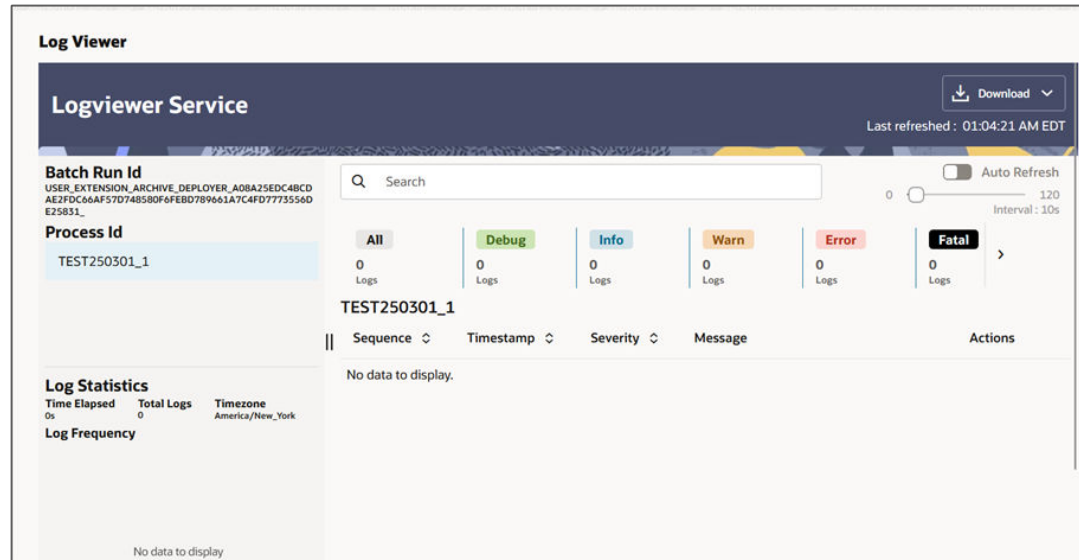 Log Viewer
Logviewer Service
Download
Last refreshed : 01:04:21 AM EDT
Batch Run Id
USER_EXTENSION_ARCHIVE_DEPLOYER_A08A25EDC4BCD
AE2FDC66AF57D748580F6FEBD789661A7C4FD7773556D
E25831_
Process Id
TEST250301_1
Search
Auto Refresh
0 120
Interval : 10s
All Debug Info Warn Error Fatal
0 0 0 0 0 0
Logs Logs Logs Logs Logs Logs
TEST250301_1
Sequence Timestamp Severity Message Actions
No data to display.
Log Statistics
Time Elapsed Total Logs Timezone
0s 0 America/New_York
Log Frequency
No data to display